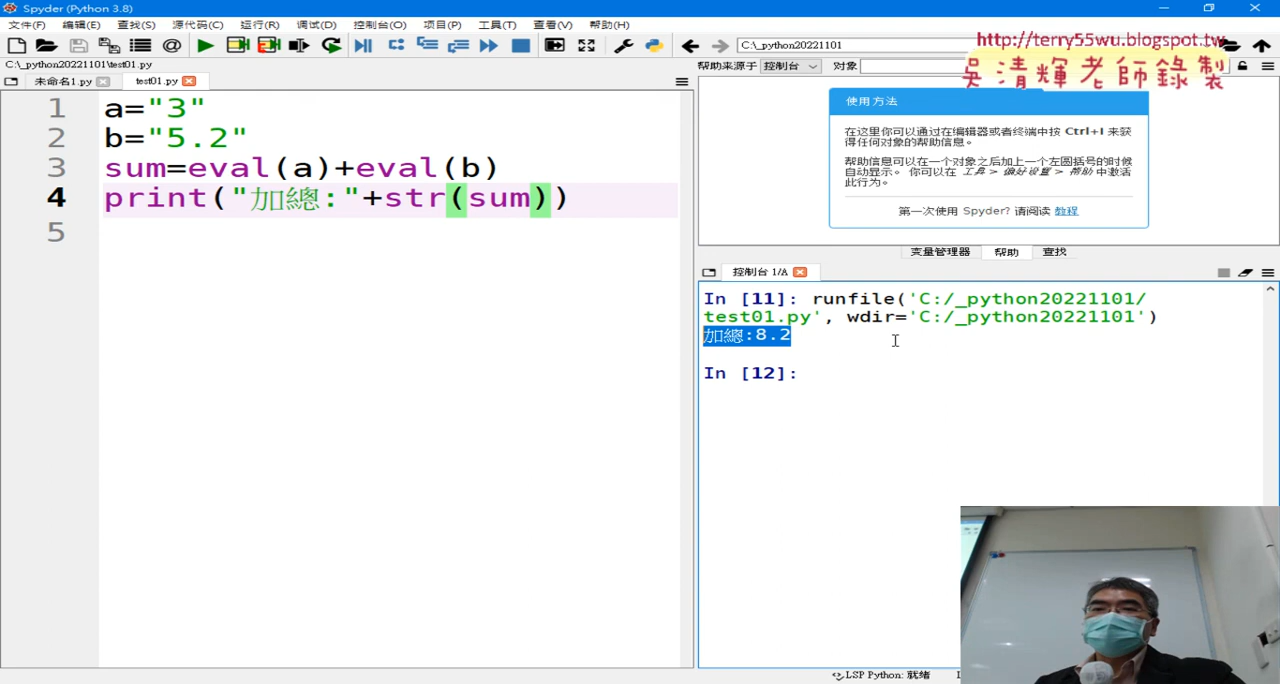 Spyder (Python 3.8)
文件(F) 编辑(E) 查找(S) 源代码(C) 运行(R) 调试(D) 控制台(O) 项目(P) 工具(T) 查看(V) 帮助(H)
C:\_python20221101
http://terry55wu.blogspot.tw
吳清輝老師錄製
C:\_python20221101\test01.py
帮助来源于 控制台 对象
未命名1.py test01.py
1 a="3"
2 b="5.2"
3 sum=eval(a)+eval(b)
4 print("加總:"+str(sum))
5
使用方法
在这里你可以通过在编辑器或者终端中按 Ctrl+I 来获
得任何对象的帮助信息。
帮助信息可以在一个对象之后加上一个左圆括号的时候
自动显示。 你可以在 工具 > 偏好设置 > 帮助 中激活
此行为。
第一次使用 Spyder? 请阅读 教程
变量管理器 帮助 查找
控制台 1/A
In [11]: runfile('C:/_python20221101/
test01.py', wdir='C:/_python20221101')
加總:8.2
In [12]:
LSP Python: 就绪